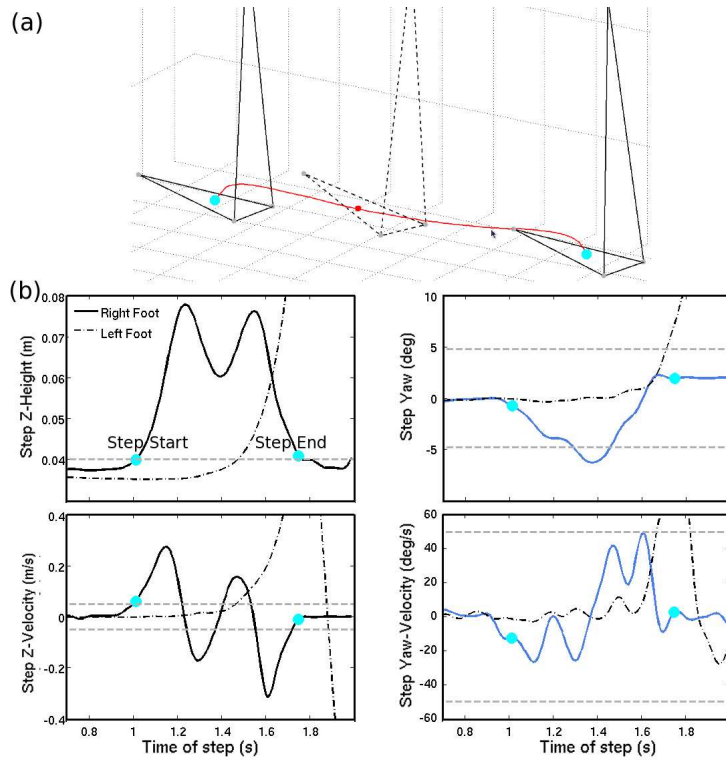 (a)
(b)
0.08
0.07
0.06
0.05
0.04
Step Z-Height (m)
Right Foot
Left Foot
Step Start
Step End
10
5
0
-5
Step Yaw (deg)
0.4
0.2
0
-0.2
-0.4
Step Z-Velocity (m/s)
0.8 1 1.2 1.4 1.6 1.8
Time of step (s)
60
40
20
0
-20
-40
-60
Step Yaw-Velocity (deg/s)
0.8 1 1.2 1.4 1.6 1.8
Time of step (s)